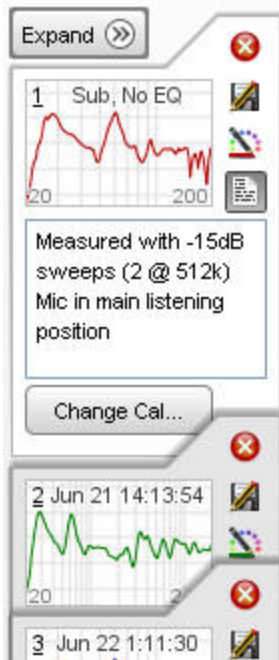 Expand
1 Sub, No EQ
20 200
Measured with -15dB
sweeps (2 @ 512k)
Mic in main listening
position
Change Cal...
2 Jun 21 14:13:54
20 2
3 Jun 22 1:11:30